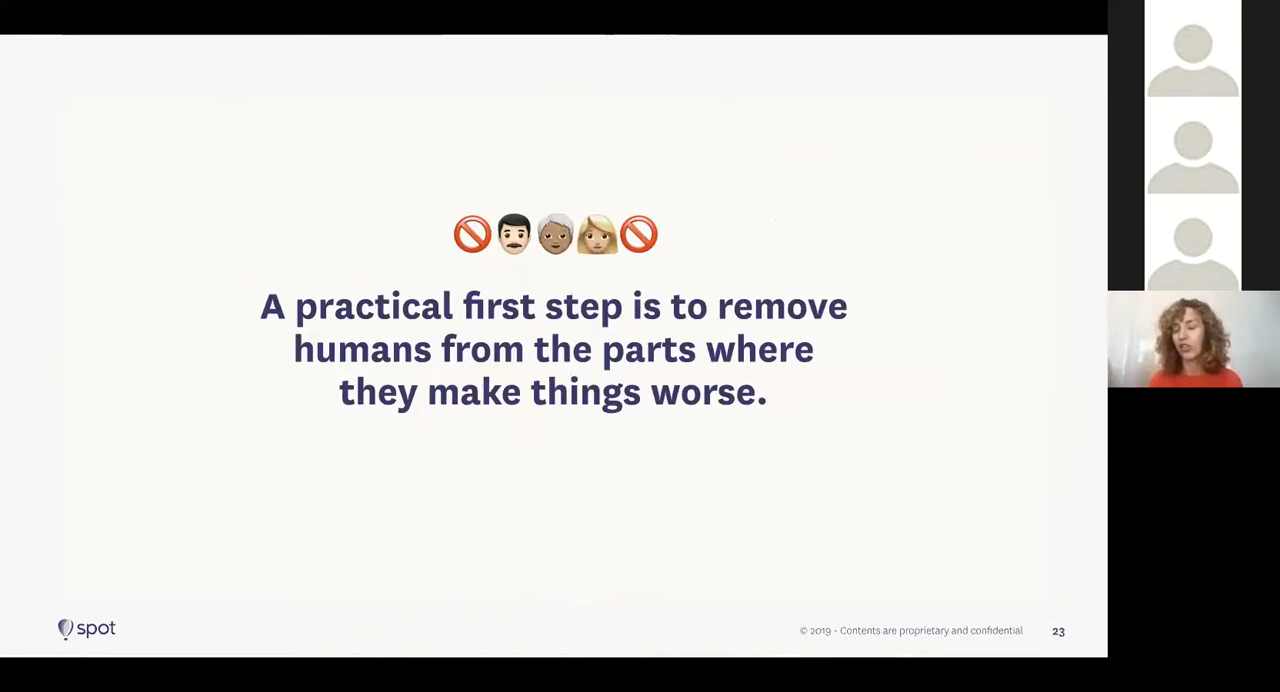 🚫👨🏻🧓🏽👩🏼🚫
A practical first step is to remove
humans from the parts where
they make things worse.
spot
© 2019 - Contents are proprietary and confidential
23